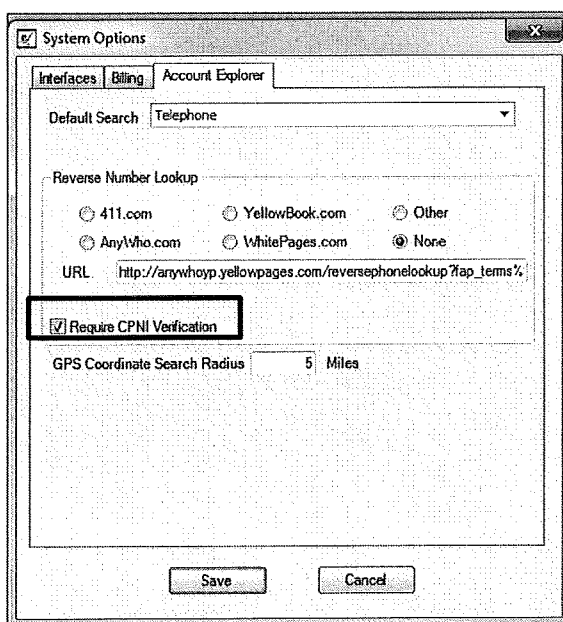 System Options
Interfaces Billing Account Explorer
Default Search Telephone
Reverse Number Lookup
411.com YellowBook.com Other
AnyWho.com WhitePages.com None
URL http://anywhoyp.yellowpages.com/reversephonelookup?fap_terms%
Require CPNI Verification
GPS Coordinate Search Radius 5 Miles
Save Cancel